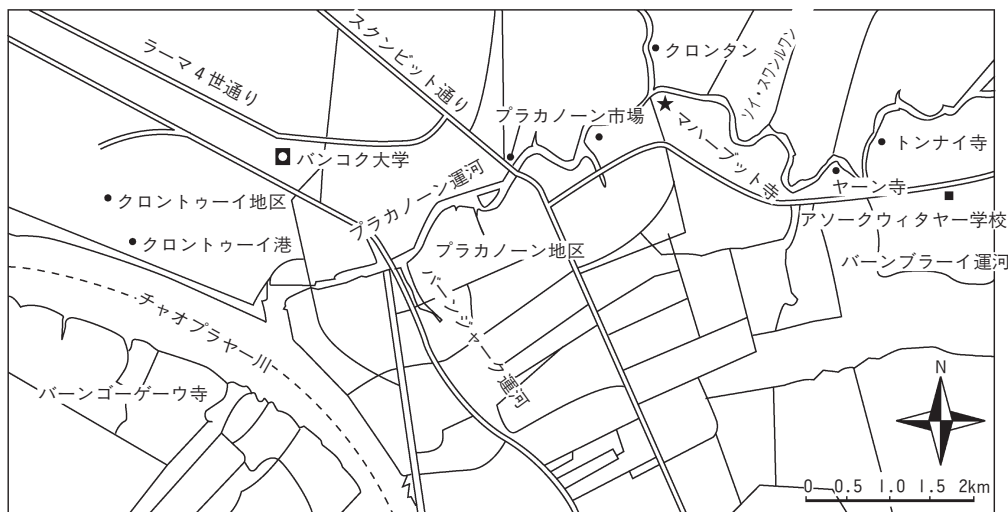 ラーマ4世通り
スクンビット通り
クロンタン
ソイ・スワンルワン
プラカノーン市場
マハーブット寺
トンナイ寺
バンコク大学
プラカノーン運河
ヤーン寺
クロントゥーイ地区
アソークウィタヤー学校
クロントゥーイ港
プラカノーン地区
バーンブラーイ運河
バーンジャーク運河
チャオプラヤー川
バーンゴーゲーウ寺
N
0 0.5 1.0 1.5 2km